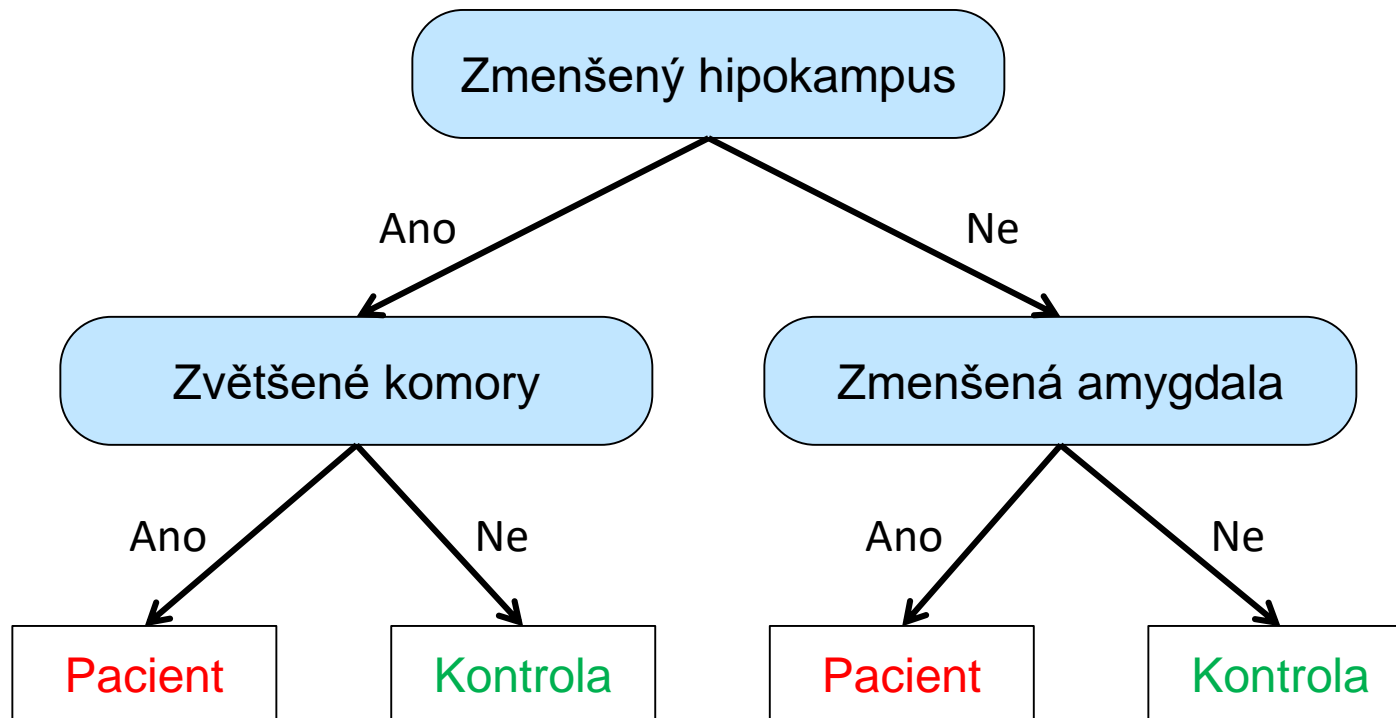 Zmenšený hipokampus
Ano
Ne
Zvětšené komory
Zmenšená amygdala
Ano
Ne
Ano
Ne
Pacient
Kontrola
Pacient
Kontrola